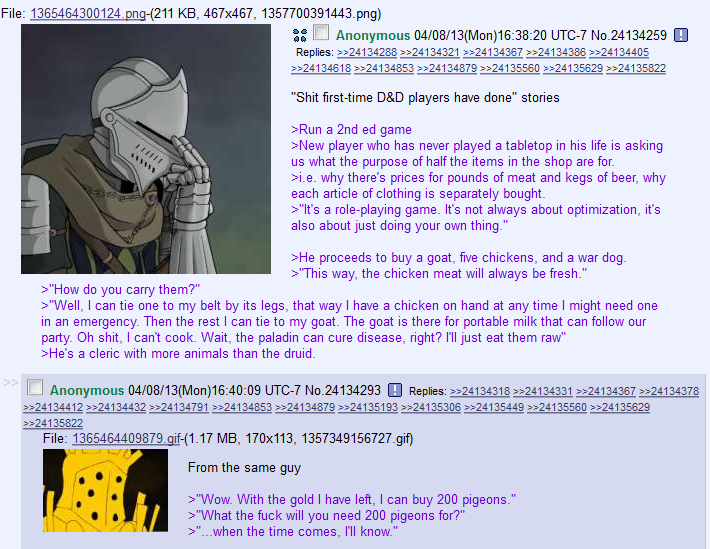 File: 1365464300124.png-(211 KB, 467x467, 1357700391443.png)
Anonymous 04/08/13(Mon)16:38:20 UTC-7 No.24134259
Replies: >>24134288 >>24134321 >>24134367 >>24134386 >>24134405
>>24134618 >>24134853 >>24134879 >>24135560 >>24135629 >>24135822
"Shit first-time D&D players have done" stories
>Run a 2nd ed game
>New player who has never played a tabletop in his life is asking
us what the purpose of half the items in the shop are for.
>i.e. why there's prices for pounds of meat and kegs of beer, why
each article of clothing is separately bought.
>"It's a role-playing game. It's not always about optimization, it's
also about just doing your own thing."
>He proceeds to buy a goat, five chickens, and a war dog.
>"This way, the chicken meat will always be fresh."
>"How do you carry them?"
>"Well, I can tie one to my belt by its legs, that way I have a chicken on hand at any time I might need one
in an emergency. Then the rest I can tie to my goat. The goat is there for portable milk that can follow our
party. Oh shit, I can't cook. Wait, the paladin can cure disease, right? I'll just eat them raw"
>He's a cleric with more animals than the druid.
>> Anonymous 04/08/13(Mon)16:40:09 UTC-7 No.24134293 Replies: >>24134318 >>24134331 >>24134367 >>24134378
>>24134412 >>24134432 >>24134791 >>24134853 >>24134879 >>24135193 >>24135306 >>24135449 >>24135560 >>24135629
>>24135822
File: 1365464409879.gif-(1.17 MB, 170x113, 1357349156727.gif)
From the same guy
>"Wow. With the gold I have left, I can buy 200 pigeons."
>"What the fuck will you need 200 pigeons for?"
>"...when the time comes, I'll know."